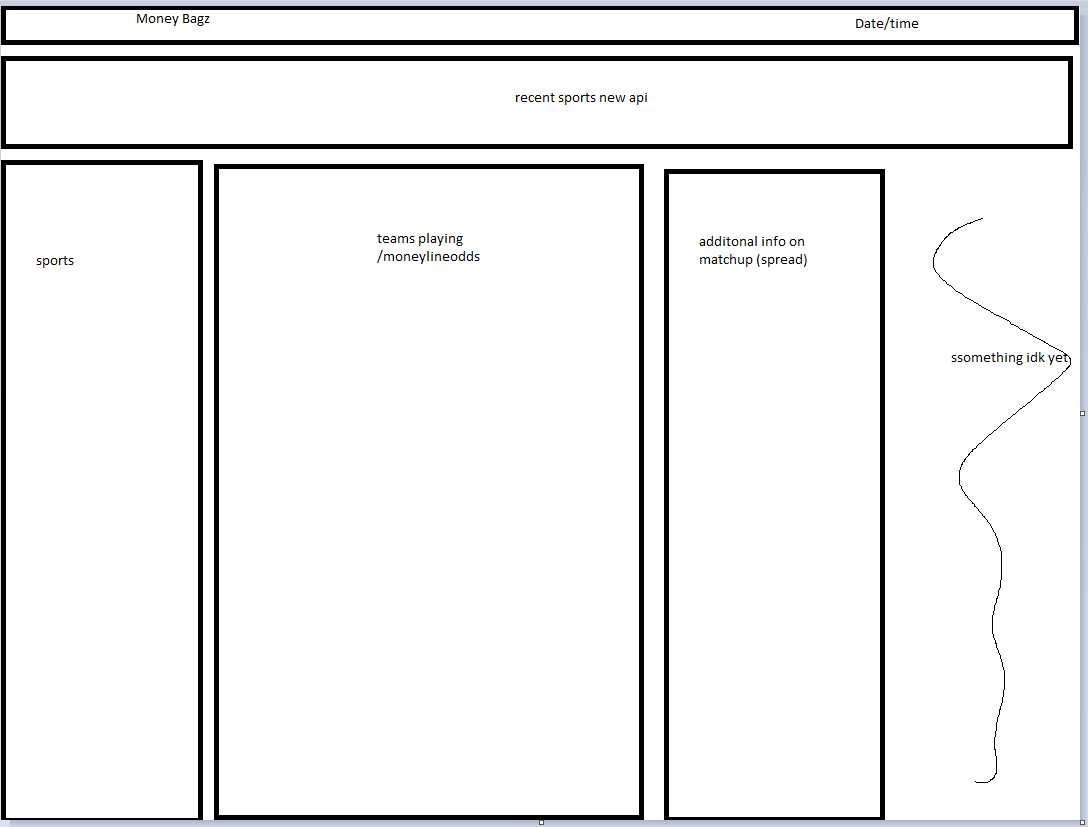 Money Bagz
Date/time
recent sports new api
sports
teams playing
/moneylineodds
additonal info on
matchup (spread)
ssomething idk yet